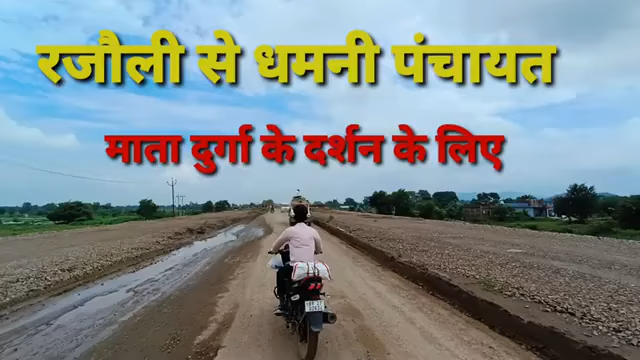 रजौली से धमनी पंचायत
माता दुर्गा के दर्शन के लिए